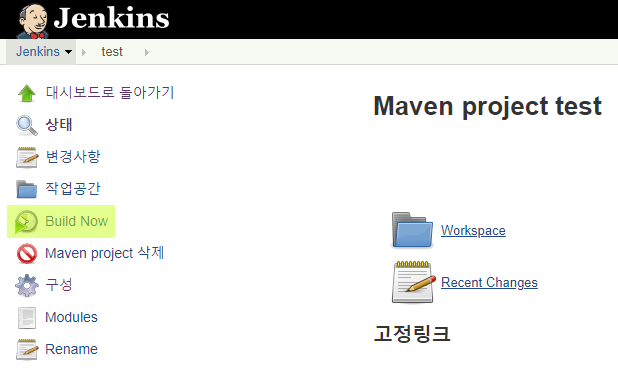 Jenkins
Jenkins test
대시보드로 돌아가기
상태
변경사항
작업공간
Build Now
Maven project 삭제
구성
Modules
Rename
Maven project test
Workspace
Recent Changes
고정링크